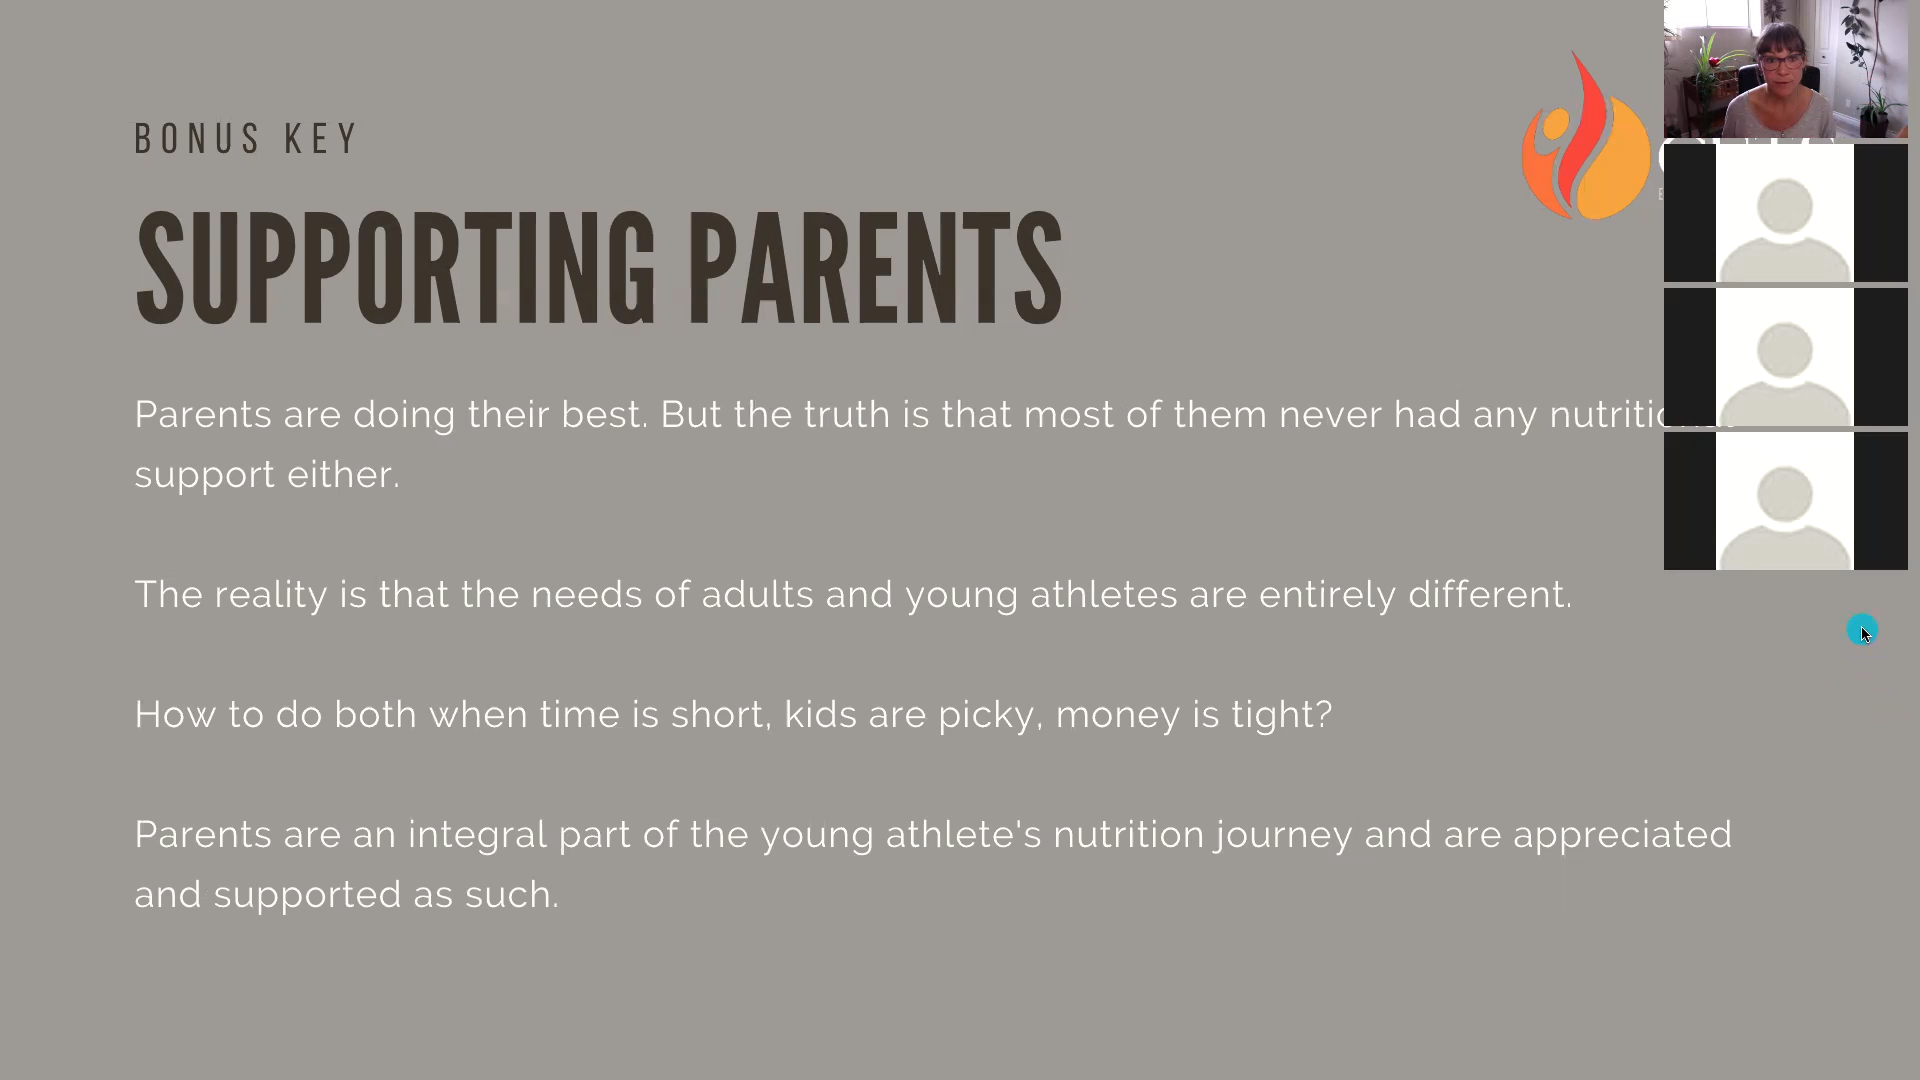 BONUS KEY
SUPPORTING PARENTS
Parents are doing their best. But the truth is that most of them never had any
support either.
The reality is that the needs of adults and young athletes are entirely different.
How to do both when time is short, kids are picky, money is tight?
Parents are an integral part of the young athlete's nutrition journey and are appreciated
and supported as such.